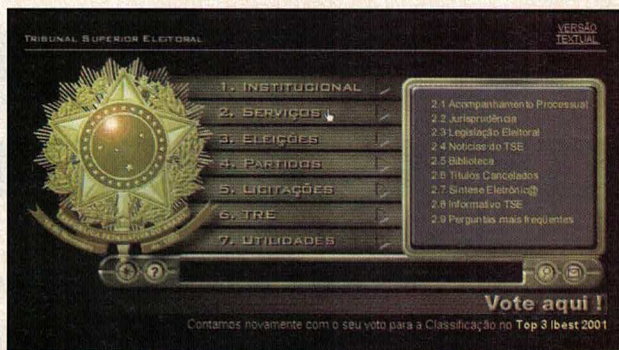 TRIBUNAL SUPERIOR ELEITORAL
VERSÃO
TEXTUAL
1. INSTITUCIONAL
2. SERVIÇOS
3. ELEIÇÕES
4. PARTIDOS
5. LICITAÇÕES
6. TRE
7. UTILIDADES
2.1 Acompanhamento Processual
2.2 Jurisprudência
2.3 Legislação Eleitoral
2.4 Notícias do TSE
2.5 Biblioteca
2.6 Títulos Cancelados
2.7 Síntese Eletrônic@
2.8 Informativo TSE
2.9 Perguntas mais freqüentes
?
Vote aqui !
Contamos novamente com o seu voto para a Classificação no Top 3 Ibest 2001